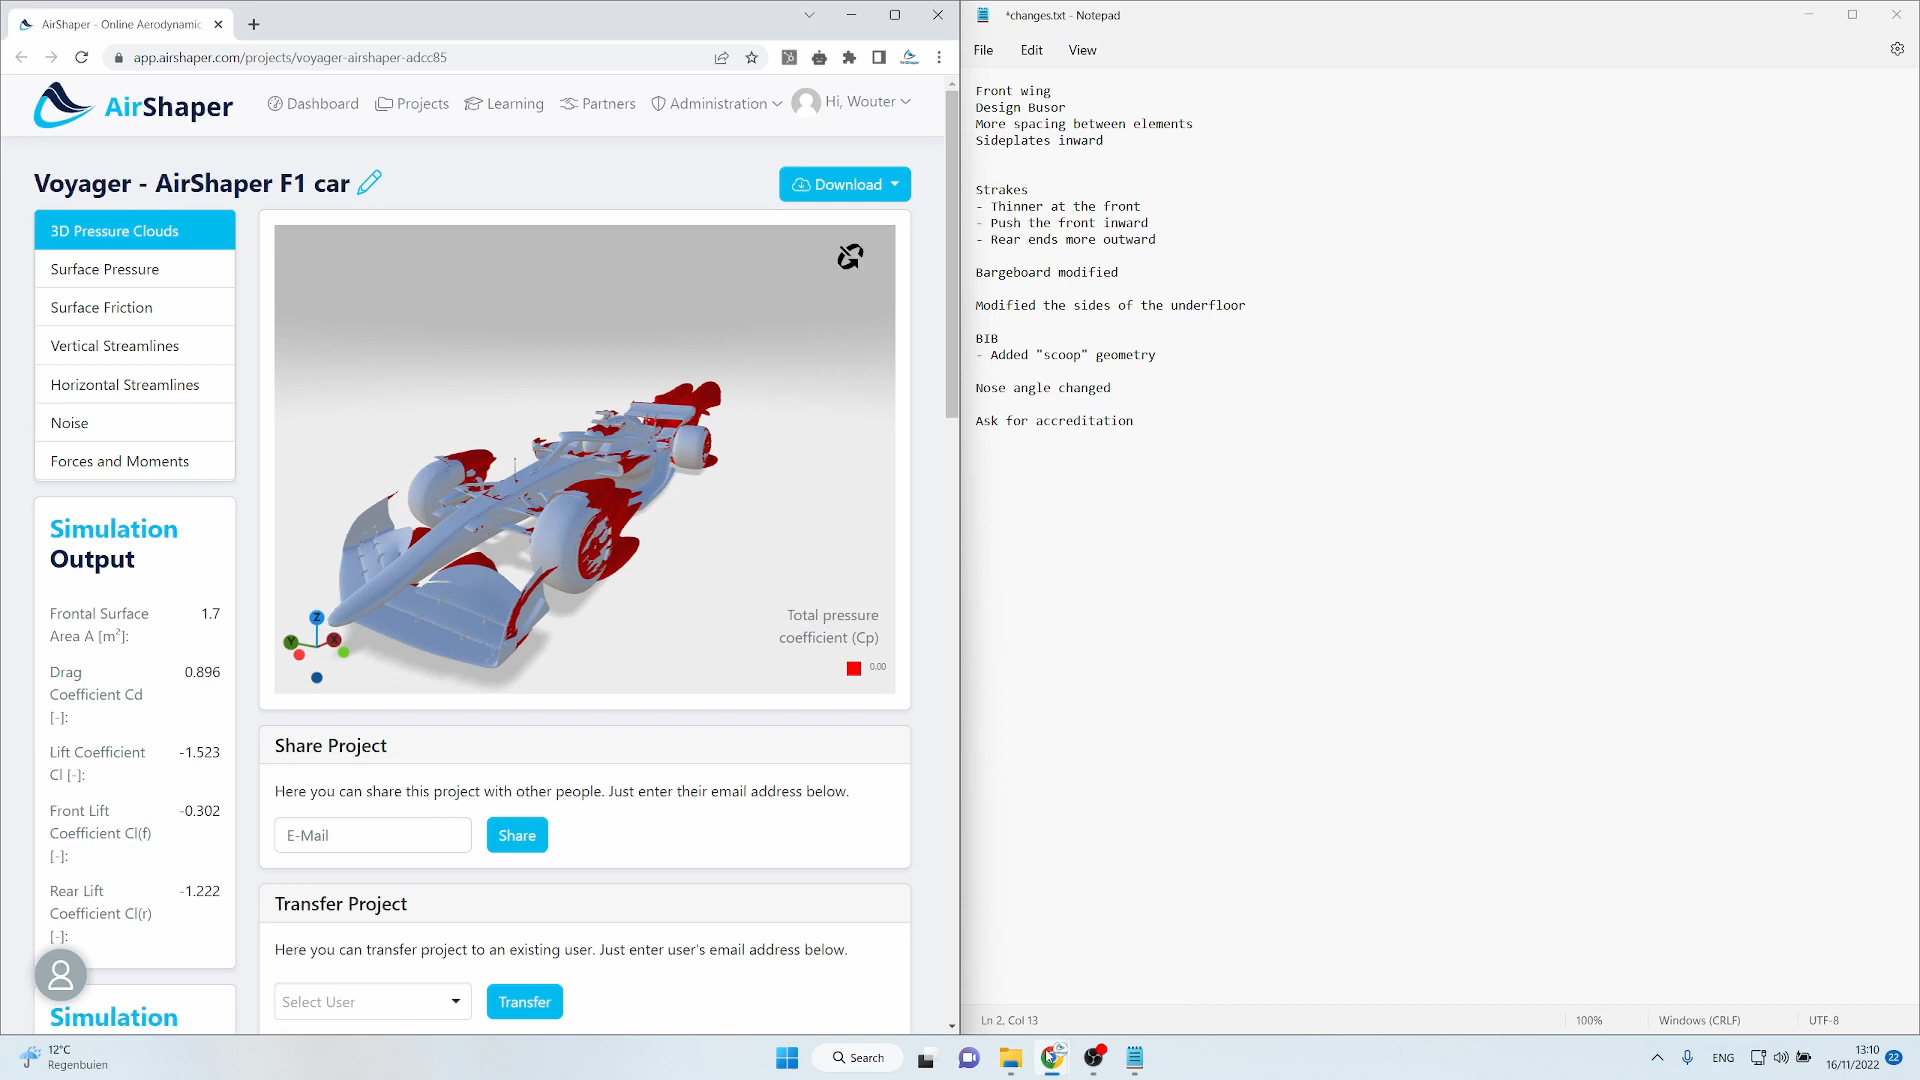 AirShaper - Online Aerodynamic
app.airshaper.com/projects/voyager-airshaper-adcc85
AirShaper
Dashboard
Projects
Learning
Partners
Administration
Hi, Wouter
Voyager - AirShaper F1 car
Download
3D Pressure Clouds
Surface Pressure
Surface Friction
Vertical Streamlines
Horizontal Streamlines
Noise
Forces and Moments
Simulation
Output
Frontal Surface 1.7
Area A [m²]:
Drag 0.896
Coefficient Cd
[-]:
Lift Coefficient -1.523
Cl [-]:
Front Lift -0.302
Coefficient Cl(f)
[-]:
Rear Lift -1.222
Coefficient Cl(r)
[-]:
Simulation
Z
Y
X
Total pressure
coefficient (Cp)
0.00
Share Project
Here you can share this project with other people. Just enter their email address below.
E-Mail
Share
Transfer Project
Here you can transfer project to an existing user. Just enter user's email address below.
Select User
Transfer
*changes.txt - Notepad
File
Edit
View
Front wing
Design Busor
More spacing between elements
Sideplates inward
Strakes
- Thinner at the front
- Push the front inward
- Rear ends more outward
Bargeboard modified
Modified the sides of the underfloor
BIB
- Added "scoop" geometry
Nose angle changed
Ask for accreditation
Ln 2, Col 13
100%
Windows (CRLF)
UTF-8
12°C
Regenbuien
Search
ENG
13:10
16/11/2022
22